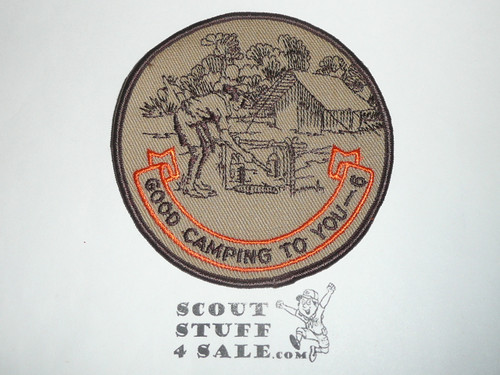 GOOD CAMPING TO YOU-6
SCOUT
STUFF
4 SALE.com